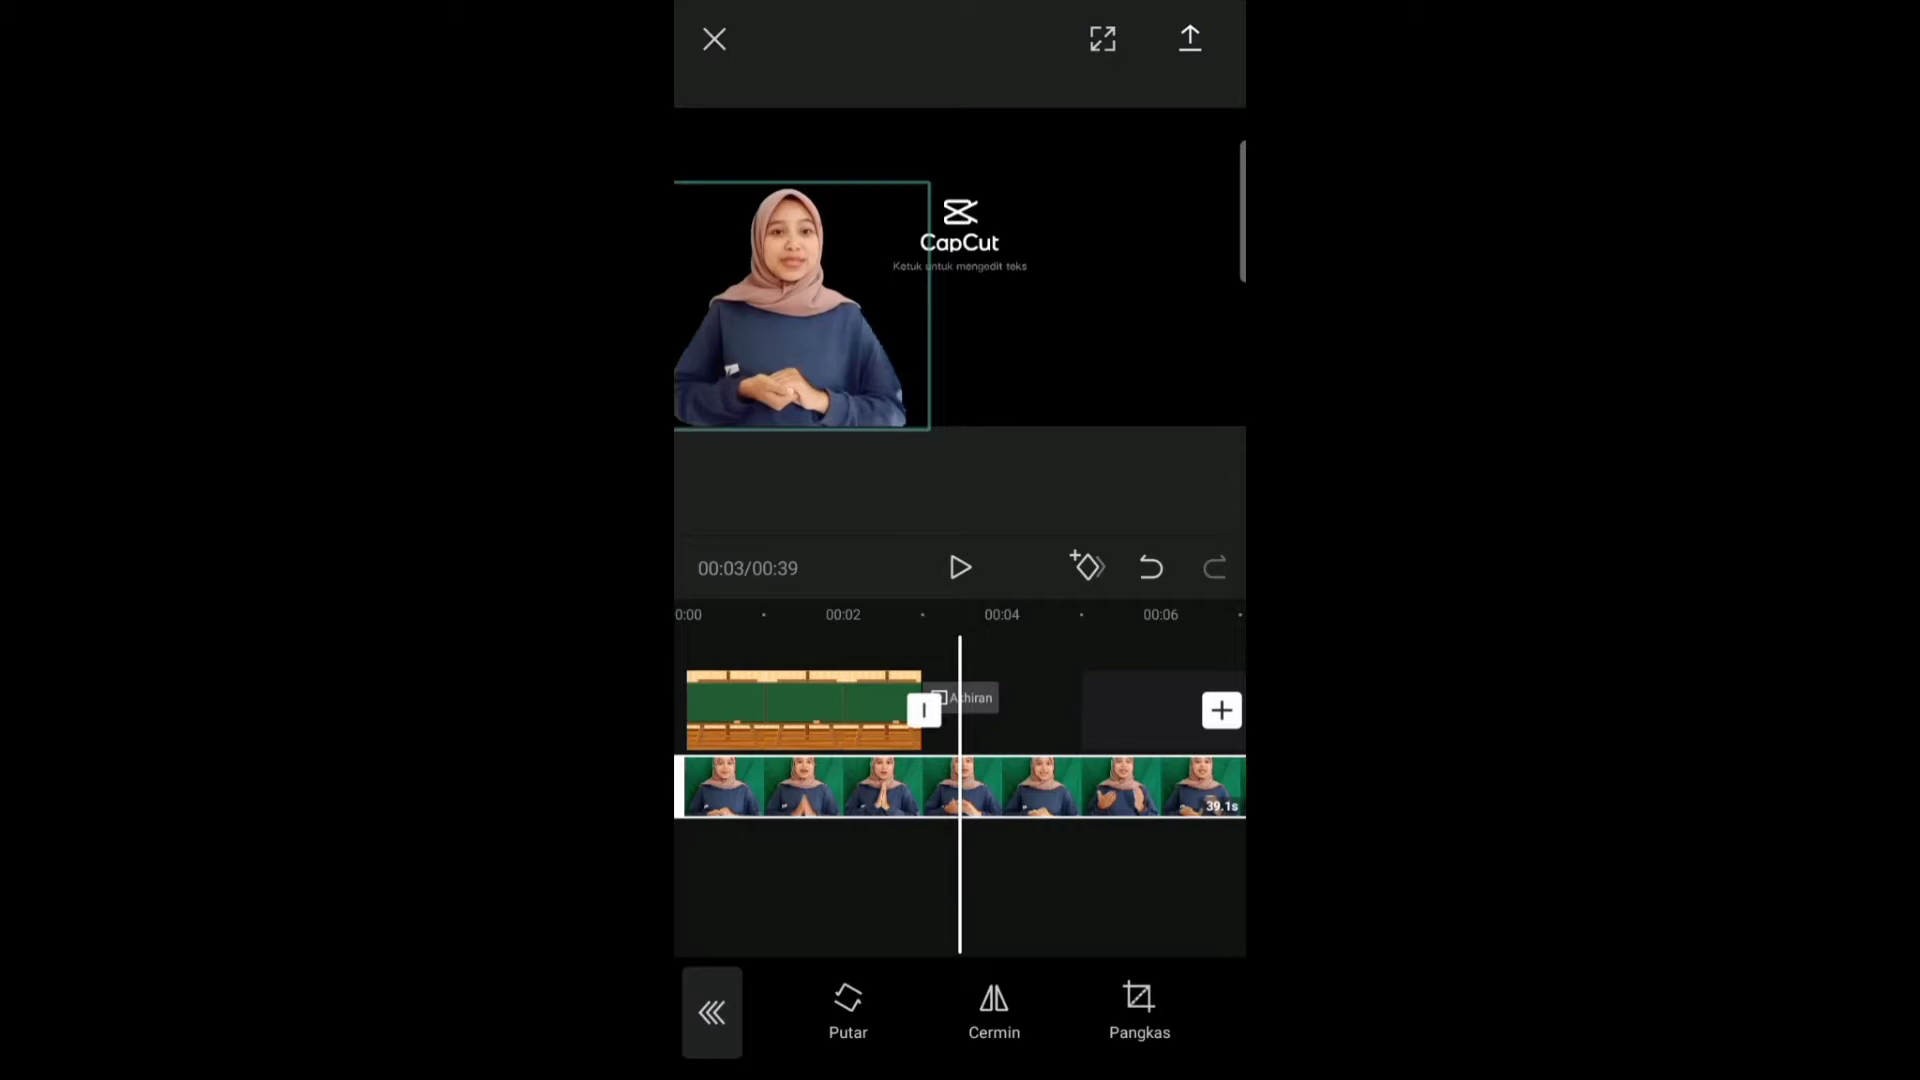 CapCut
Ketuk untuk mengedit teks
00:03/00:39
0:00
00:02
00:04
00:06
Akhiran
39.1s
Putar
Cermin
Pangkas